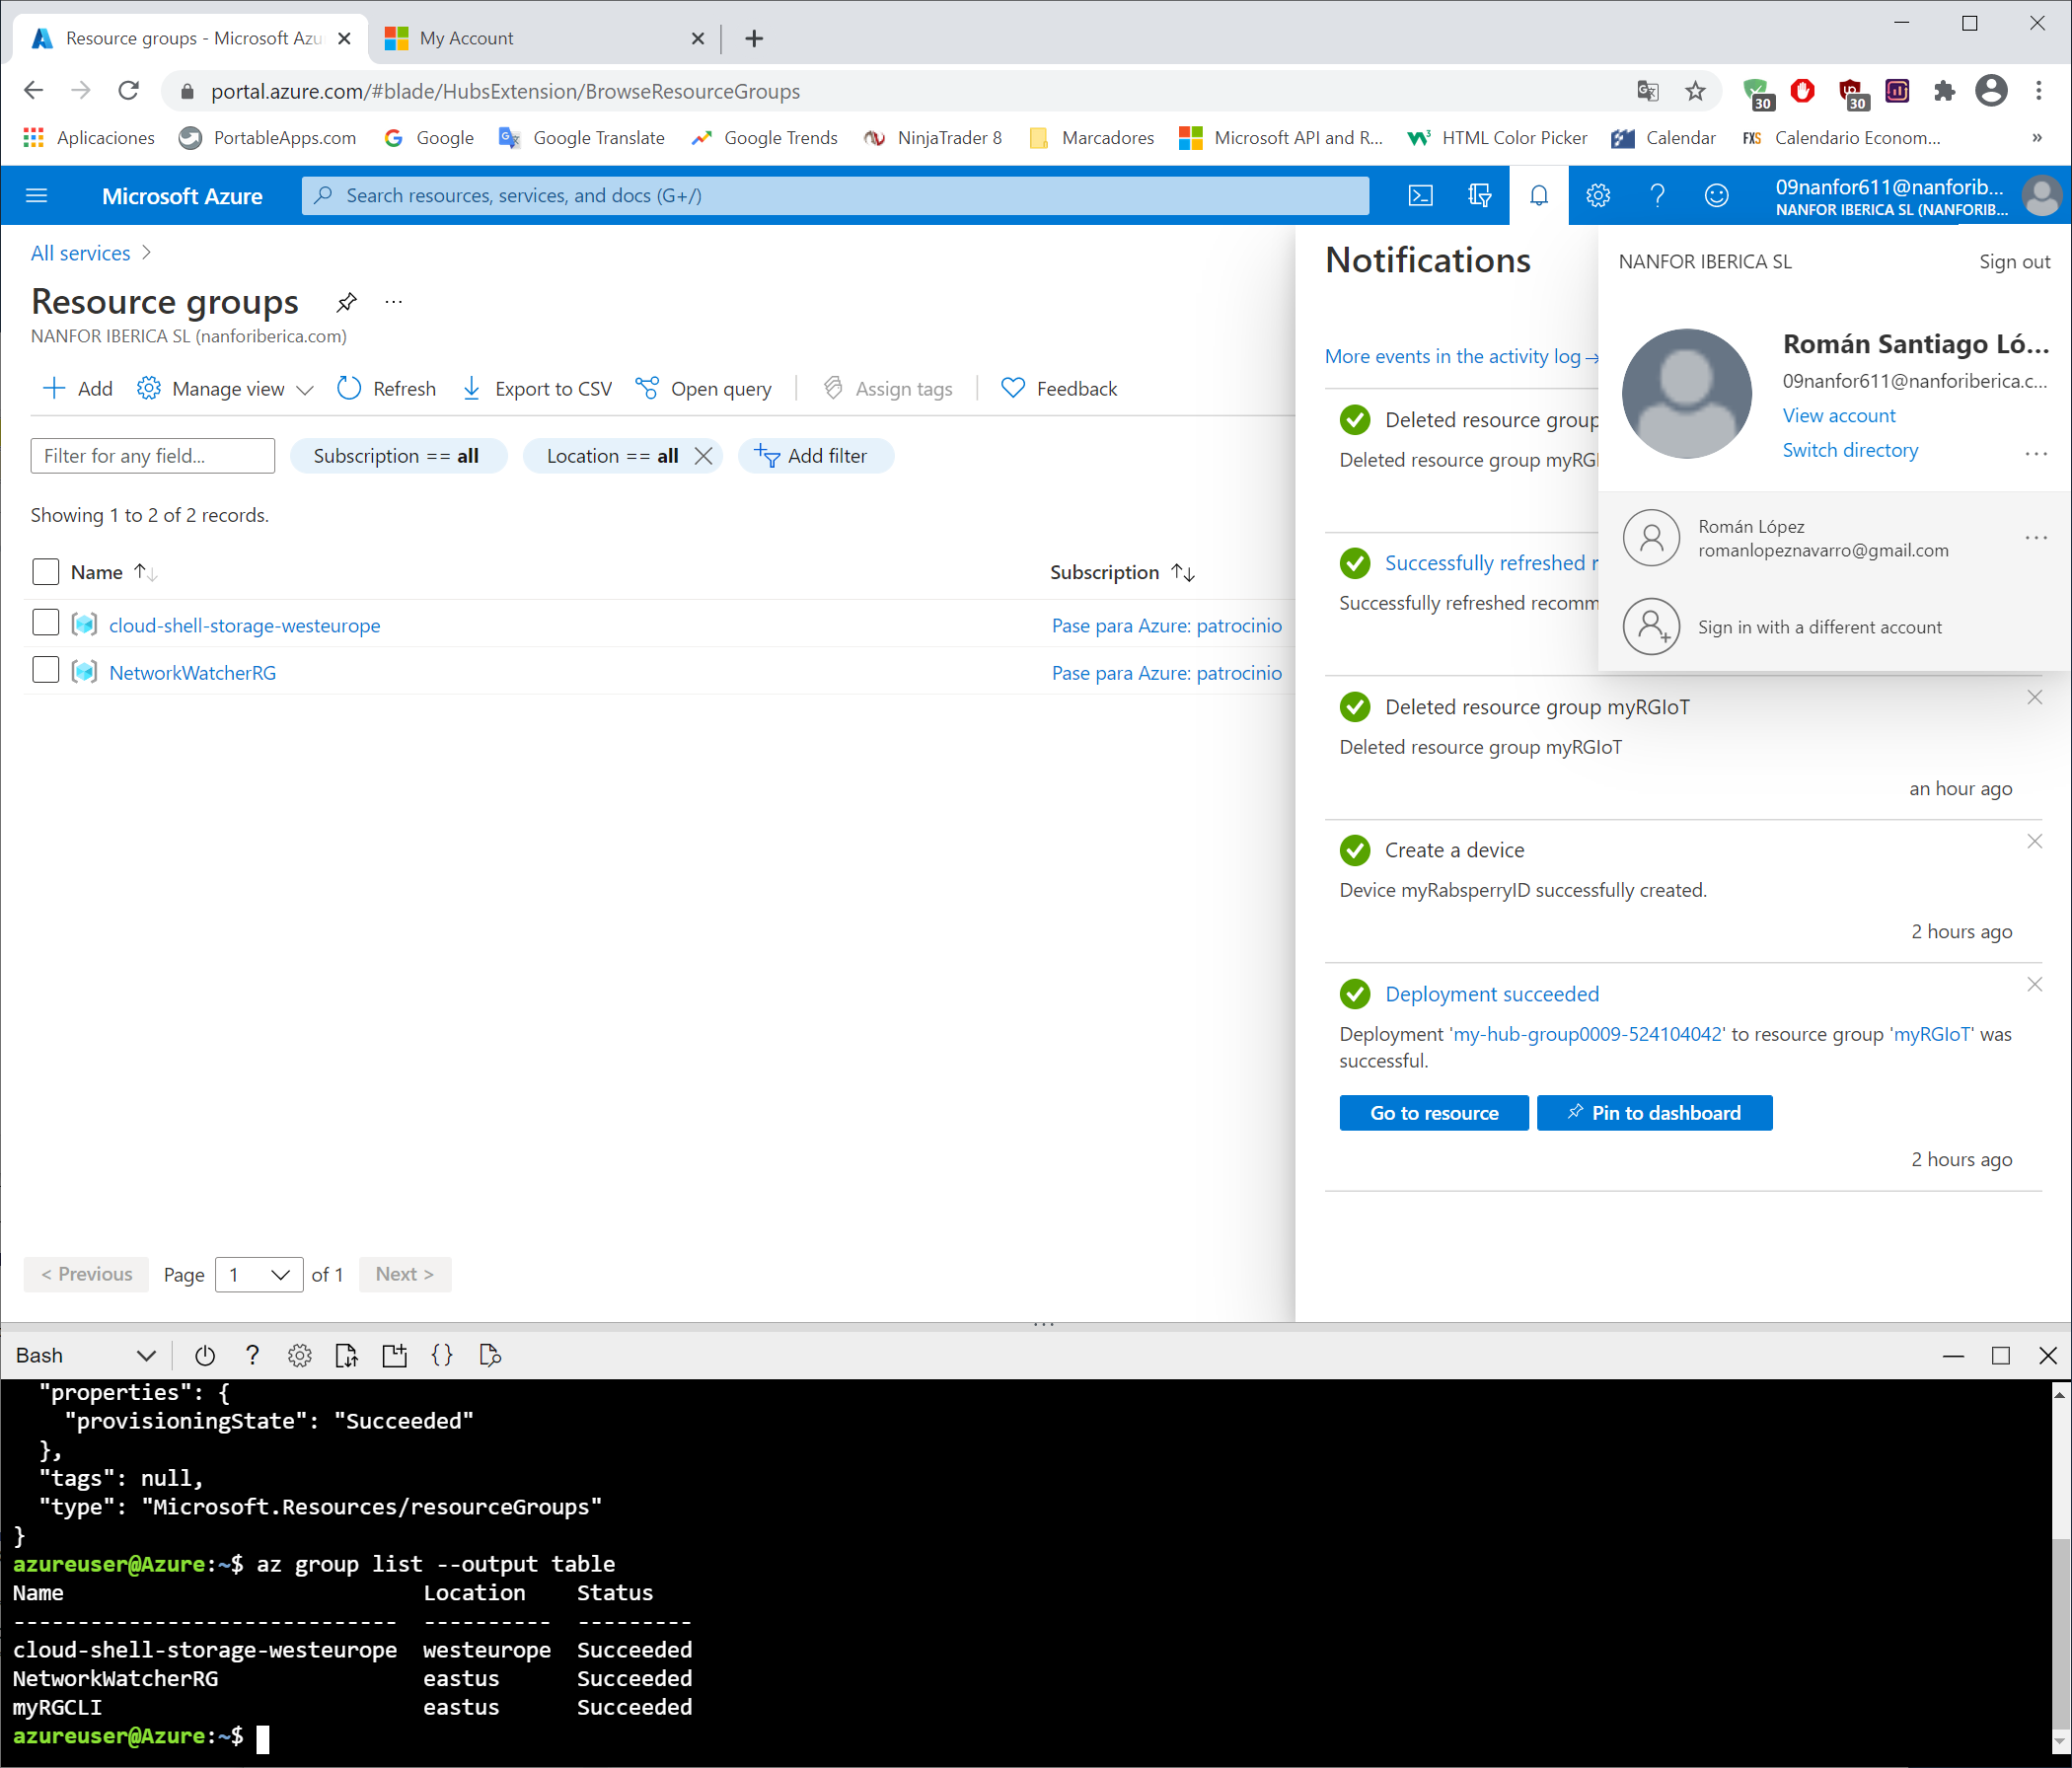 Resource groups - Microsoft Azu
My Account
portal.azure.com/#blade/HubsExtension/BrowseResourceGroups
30
30
Aplicaciones
PortableApps.com
Google
Google Translate
Google Trends
NinjaTrader 8
Marcadores
Microsoft API and R...
HTML Color Picker
Calendar
FXS
Calendario Econom...
»
Microsoft Azure
Search resources, services, and docs (G+/)
09nanfor611@nanforib...
NANFOR IBERICA SL (NANFORIB...
All services >
Resource groups
...
NANFOR IBERICA SL (nanforiberica.com)
Add
Manage view
Refresh
Export to CSV
Open query
Assign tags
Feedback
Filter for any field...
Subscription == all
Location == all
Add filter
Showing 1 to 2 of 2 records.
Name ↑↓
Subscription ↑↓
cloud-shell-storage-westeurope
Pase para Azure: patrocinio
NetworkWatcherRG
Pase para Azure: patrocinio
< Previous
Page
1
of 1
Next >
Notifications
More events in the activity log →
Deleted resource group
Deleted resource group
Successfully refreshed
Successfully refreshed
Deleted resource group myRGIoT
Deleted resource group myRGIoT
an hour ago
Create a device
Device myRabsperryID successfully created.
2 hours ago
Deployment succeeded
Deployment 'my-hub-group0009-524104042' to resource group 'myRGIoT' was
successful.
Go to resource
Pin to dashboard
2 hours ago
NANFOR IBERICA SL
Sign out
Román Santiago Ló...
09nanfor611@nanforiberica.c...
View account
Switch directory
...
Román López
romanlopeznavarro@gmail.com
...
Sign in with a different account
Bash
?
{}
"properties": {
"provisioningState": "Succeeded"
},
"tags": null,
"type": "Microsoft.Resources/resourceGroups"
}
azureuser@Azure:~$ az group list --output table
Name Location Status
------------------------------ ---------- ---------
cloud-shell-storage-westeurope westeurope Succeeded
NetworkWatcherRG eastus Succeeded
myRGCLI eastus Succeeded
azureuser@Azure:~$